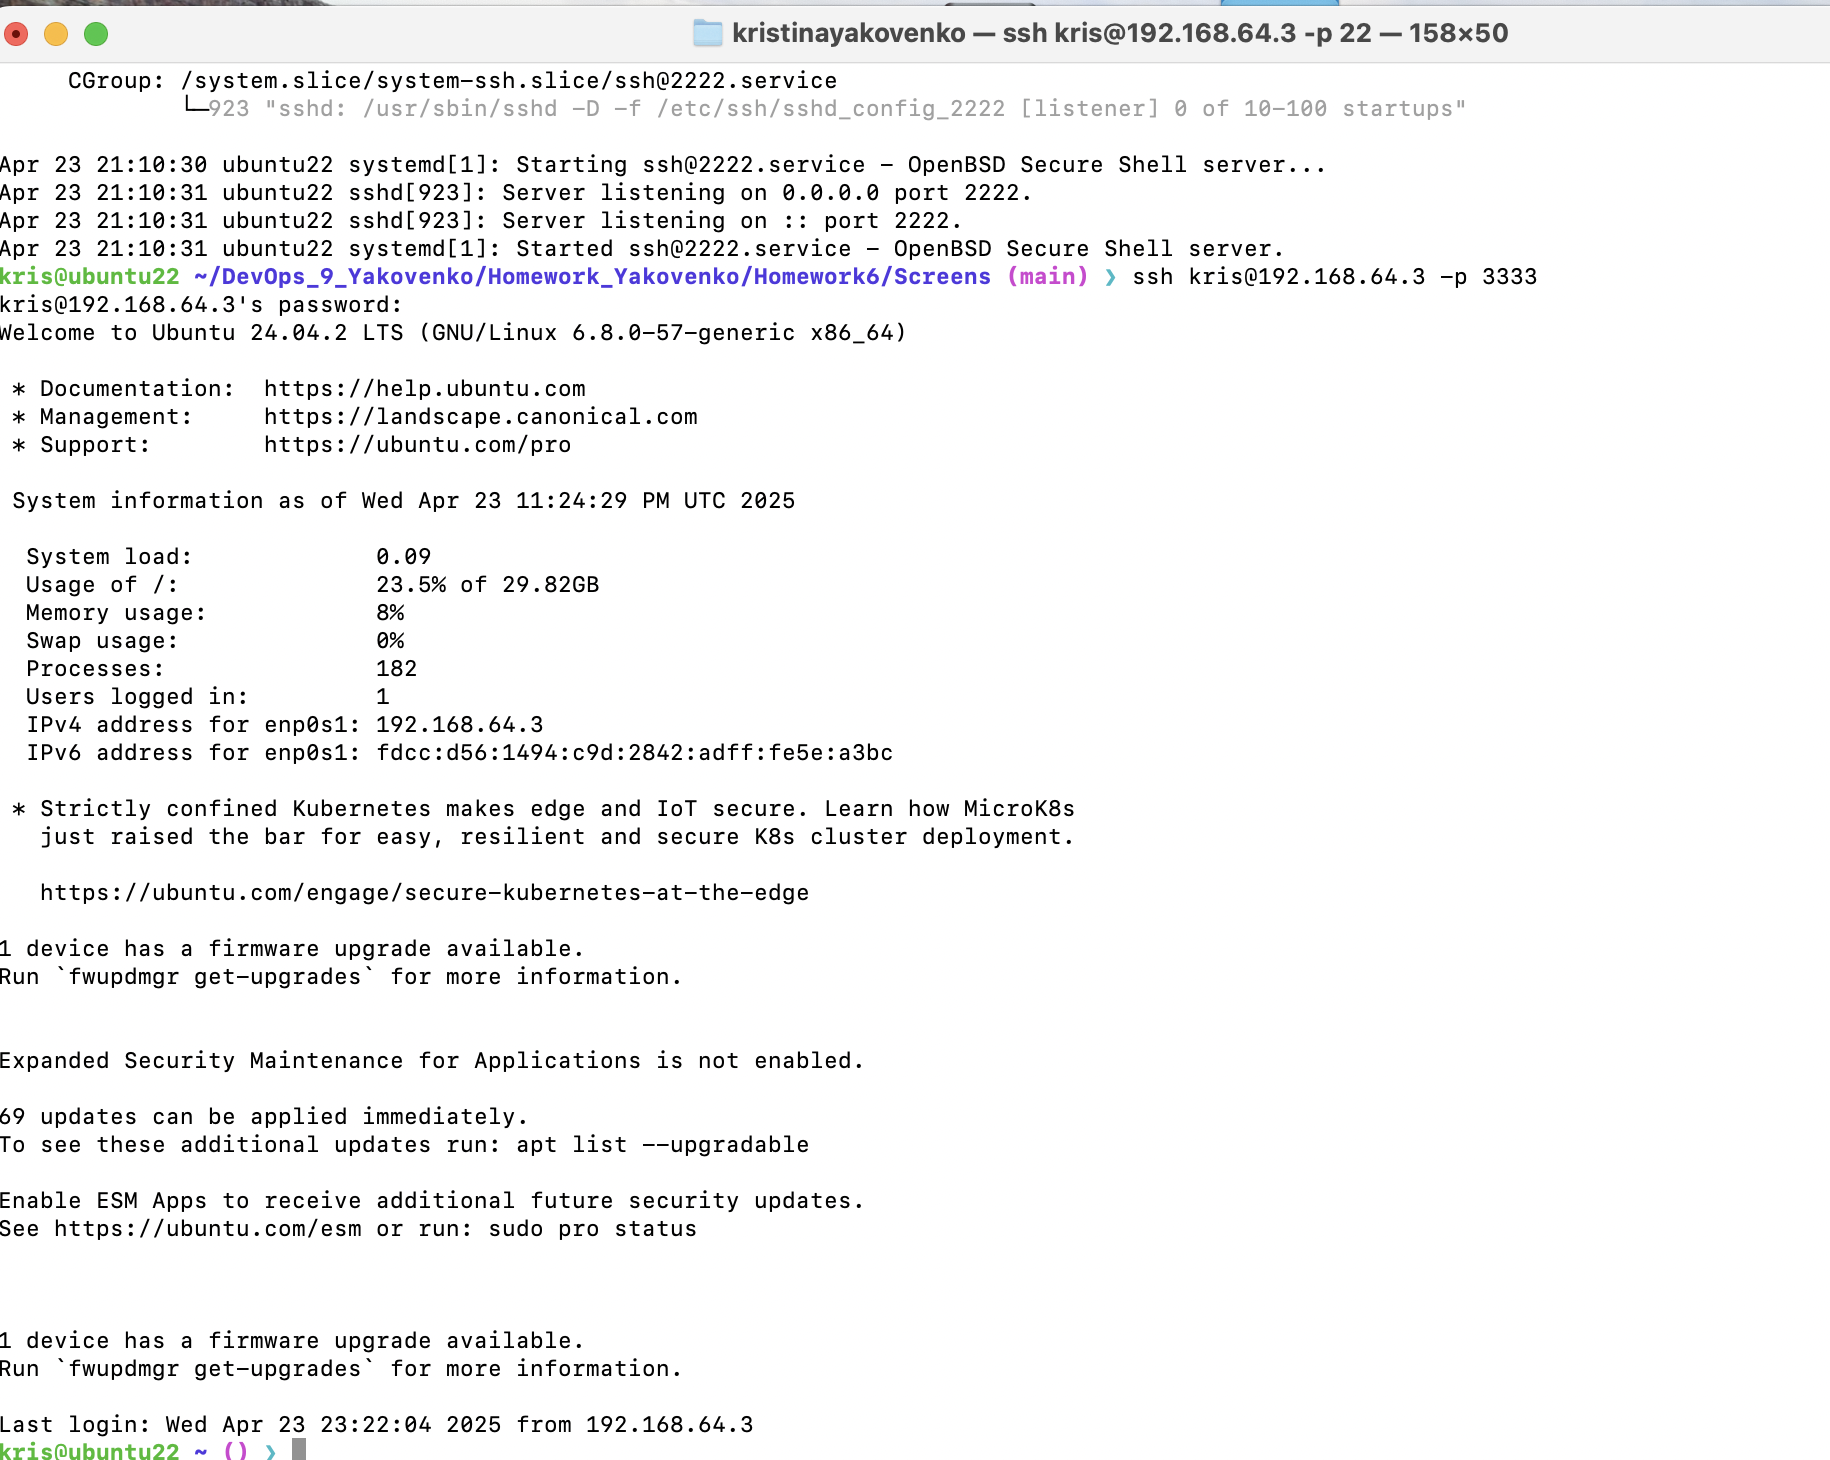 kristinayakovenko — ssh kris@192.168.64.3 -p 22 — 158×50
CGroup: /system.slice/system-ssh.slice/ssh@2222.service
└─923 "sshd: /usr/sbin/sshd -D -f /etc/ssh/sshd_config_2222 [listener] 0 of 10-100 startups"
Apr 23 21:10:30 ubuntu22 systemd[1]: Starting ssh@2222.service - OpenBSD Secure Shell server...
Apr 23 21:10:31 ubuntu22 sshd[923]: Server listening on 0.0.0.0 port 2222.
Apr 23 21:10:31 ubuntu22 sshd[923]: Server listening on :: port 2222.
Apr 23 21:10:31 ubuntu22 systemd[1]: Started ssh@2222.service - OpenBSD Secure Shell server.
kris@ubuntu22 ~/DevOps_9_Yakovenko/Homework_Yakovenko/Homework6/Screens (main) ❯ ssh kris@192.168.64.3 -p 3333
kris@192.168.64.3's password:
Welcome to Ubuntu 24.04.2 LTS (GNU/Linux 6.8.0-57-generic x86_64)
* Documentation:  https://help.ubuntu.com
* Management:     https://landscape.canonical.com
* Support:        https://ubuntu.com/pro
System information as of Wed Apr 23 11:24:29 PM UTC 2025
System load:             0.09
Usage of /:              23.5% of 29.82GB
Memory usage:            8%
Swap usage:              0%
Processes:               182
Users logged in:         1
IPv4 address for enp0s1: 192.168.64.3
IPv6 address for enp0s1: fdcc:d56:1494:c9d:2842:adff:fe5e:a3bc
* Strictly confined Kubernetes makes edge and IoT secure. Learn how MicroK8s
just raised the bar for easy, resilient and secure K8s cluster deployment.
https://ubuntu.com/engage/secure-kubernetes-at-the-edge
1 device has a firmware upgrade available.
Run `fwupdmgr get-upgrades` for more information.
Expanded Security Maintenance for Applications is not enabled.
69 updates can be applied immediately.
To see these additional updates run: apt list --upgradable
Enable ESM Apps to receive additional future security updates.
See https://ubuntu.com/esm or run: sudo pro status
1 device has a firmware upgrade available.
Run `fwupdmgr get-upgrades` for more information.
Last login: Wed Apr 23 23:22:04 2025 from 192.168.64.3
kris@ubuntu22 ~ () ❯